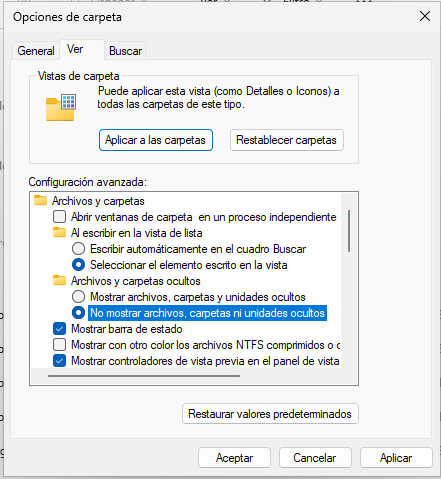 Opciones de carpeta
General
Ver
Buscar
Vistas de carpeta
Puede aplicar esta vista (como Detalles o Iconos) a
todas las carpetas de este tipo.
Aplicar a las carpetas
Restablecer carpetas
Configuración avanzada:
Archivos y carpetas
Abrir ventanas de carpeta en un proceso independiente
Al escribir en la vista de lista
Escribir automáticamente en el cuadro Buscar
Seleccionar el elemento escrito en la vista
Archivos y carpetas ocultos
Mostrar archivos, carpetas y unidades ocultos
No mostrar archivos, carpetas ni unidades ocultos
Mostrar barra de estado
Mostrar con otro color los archivos NTFS comprimidos o
Mostrar controladores de vista previa en el panel de vista
Restaurar valores predeterminados
Aceptar
Cancelar
Aplicar